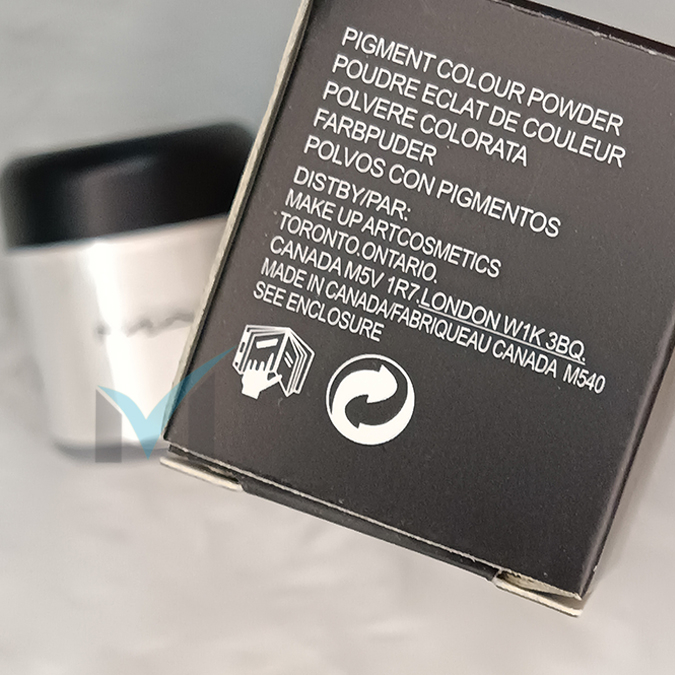 PIGMENT COLOUR POWDER
POUDRE ECLAT DE COULEUR
POLVERE COLORATA
FARBPUDER
POLVOS CON PIGMENTOS
DISTBY/PAR:
MAKE UP ARTCOSMETICS
TORONTO.ONTARIO.
CANADA M5V 1R7.LONDON W1K 3BQ.
MADE IN CANADA/FABRIQUEAU CANADA M540
SEE ENCLOSURE